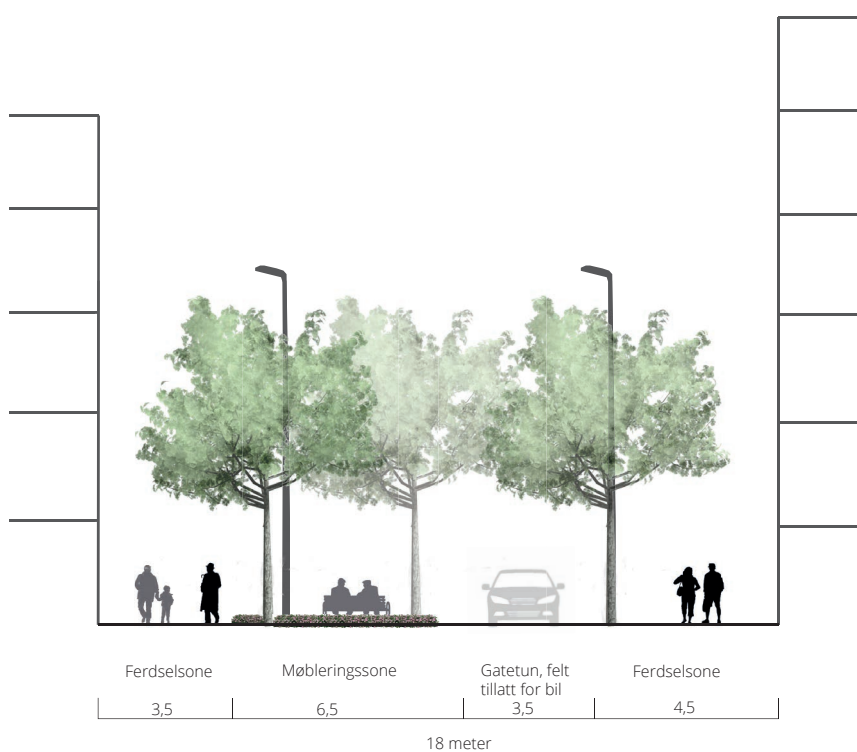 Ferdselsone
Møbleringssone
Gatetun, felt
tillatt for bil
Ferdselsone
3,5
6,5
3,5
4,5
18 meter